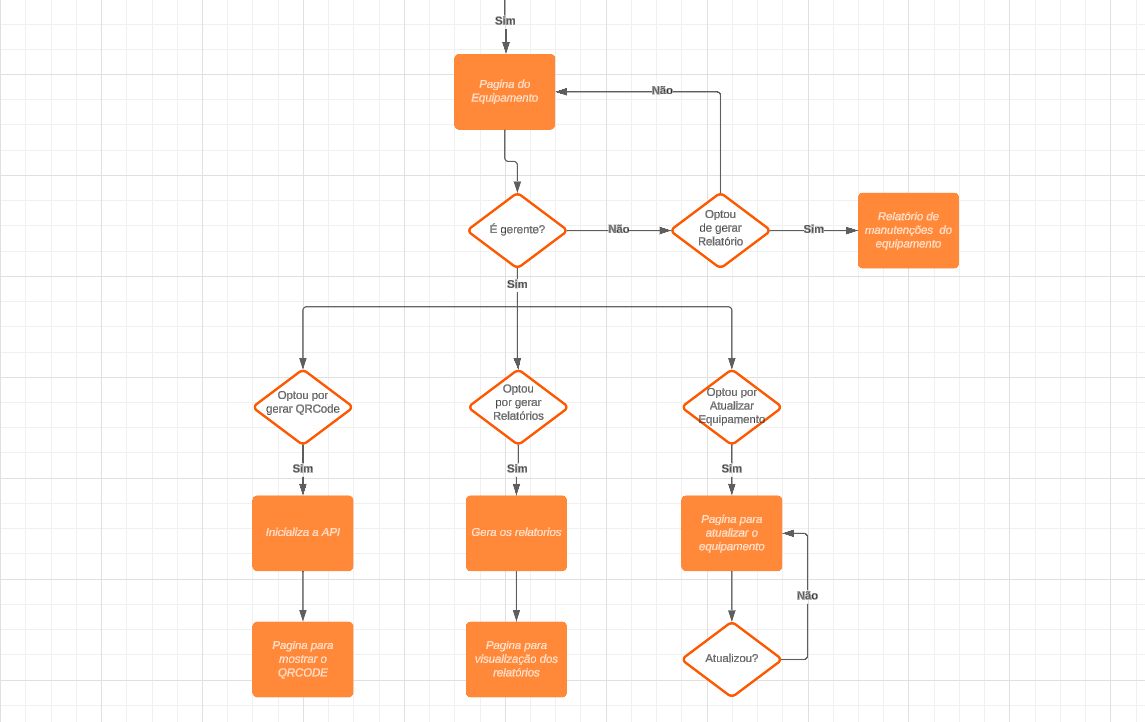 Sim
Pagina do
Equipamento
Não
É gerente?
Não
Optou
de gerar
Relatório
Sim
Relatório de
manutenções do
equipamento
Sim
Optou por
gerar QRCode
Optou
por gerar
Relatórios
Optou por
Atualizar
Equipamento
Sim
Sim
Sim
Inicializa a API
Gera os relatorios
Pagina para
atualizar o
equipamento
Não
Pagina para
mostrar o
QRCODE
Pagina para
visualização dos
relatórios
Atualizou?